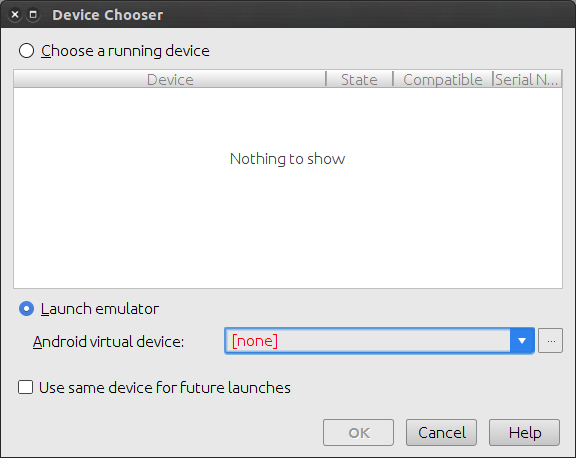 Device Chooser
Choose a running device
Device State Compatible Serial N...
Nothing to show
Launch emulator
Android virtual device: [none] ...
Use same device for future launches
OK Cancel Help